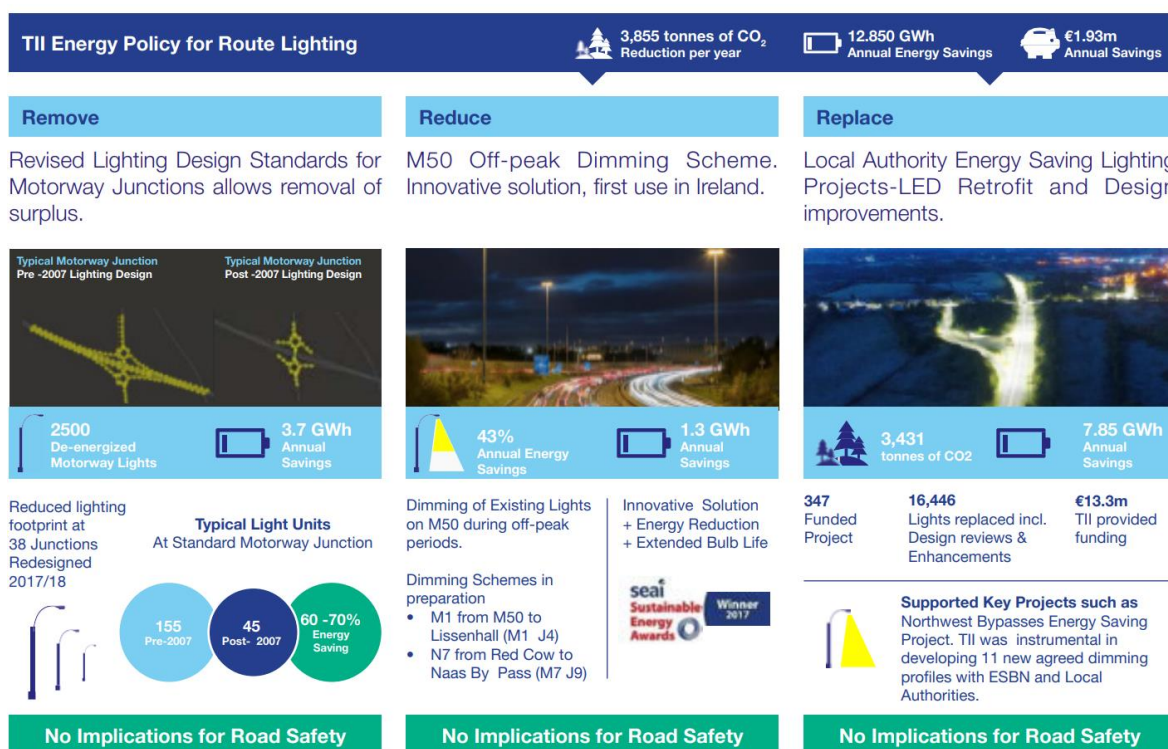 TII Energy Policy for Route Lighting
3,855 tonnes of CO2
Reduction per year
12.850 GWh
Annual Energy Savings
€1.93m
Annual Savings
Remove
Revised Lighting Design Standards for
Motorway Junctions allows removal of
surplus.
Typical Motorway Junction
Pre -2007 Lighting Design
Typical Motorway Junction
Post -2007 Lighting Design
2500
De-energized
Motorway Lights
3.7 GWh
Annual
Savings
Reduced lighting
footprint at
38 Junctions
Redesigned
2017/18
Typical Light Units
At Standard Motorway Junction
155
Pre-2007
45
Post- 2007
60 -70%
Energy
Saving
No Implications for Road Safety
Reduce
M50 Off-peak Dimming Scheme.
Innovative solution, first use in Ireland.
43%
Annual Energy
Savings
1.3 GWh
Annual
Savings
Dimming of Existing Lights
on M50 during off-peak
periods.
Dimming Schemes in
preparation
• M1 from M50 to
Lissenhall (M1 J4)
• N7 from Red Cow to
Naas By Pass (M7 J9)
Innovative Solution
+ Energy Reduction
+ Extended Bulb Life
seai
Sustainable
Energy
Awards
Winner
2017
No Implications for Road Safety
Replace
Local Authority Energy Saving Lighting
Projects-LED Retrofit and Design
improvements.
3,431
tonnes of CO2
7.85 GWh
Annual
Savings
347
Funded
Project
16,446
Lights replaced incl.
Design reviews &
Enhancements
€13.3m
TII provided
funding
Supported Key Projects such as
Northwest Bypasses Energy Saving
Project. TII was instrumental in
developing 11 new agreed dimming
profiles with ESBN and Local
Authorities.
No Implications for Road Safety